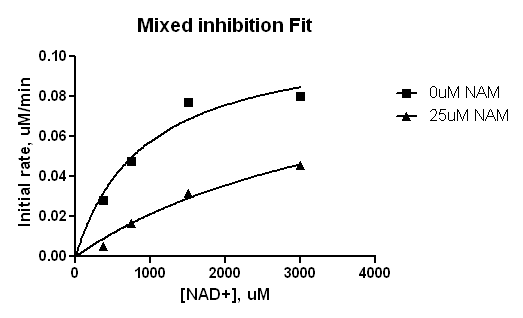 Mixed inhibition Fit
Initial rate, uM/min
0.10
0.08
0.06
0.04
0.02
0.00
0
1000
2000
3000
4000
[NAD+], uM
0uM NAM
25uM NAM